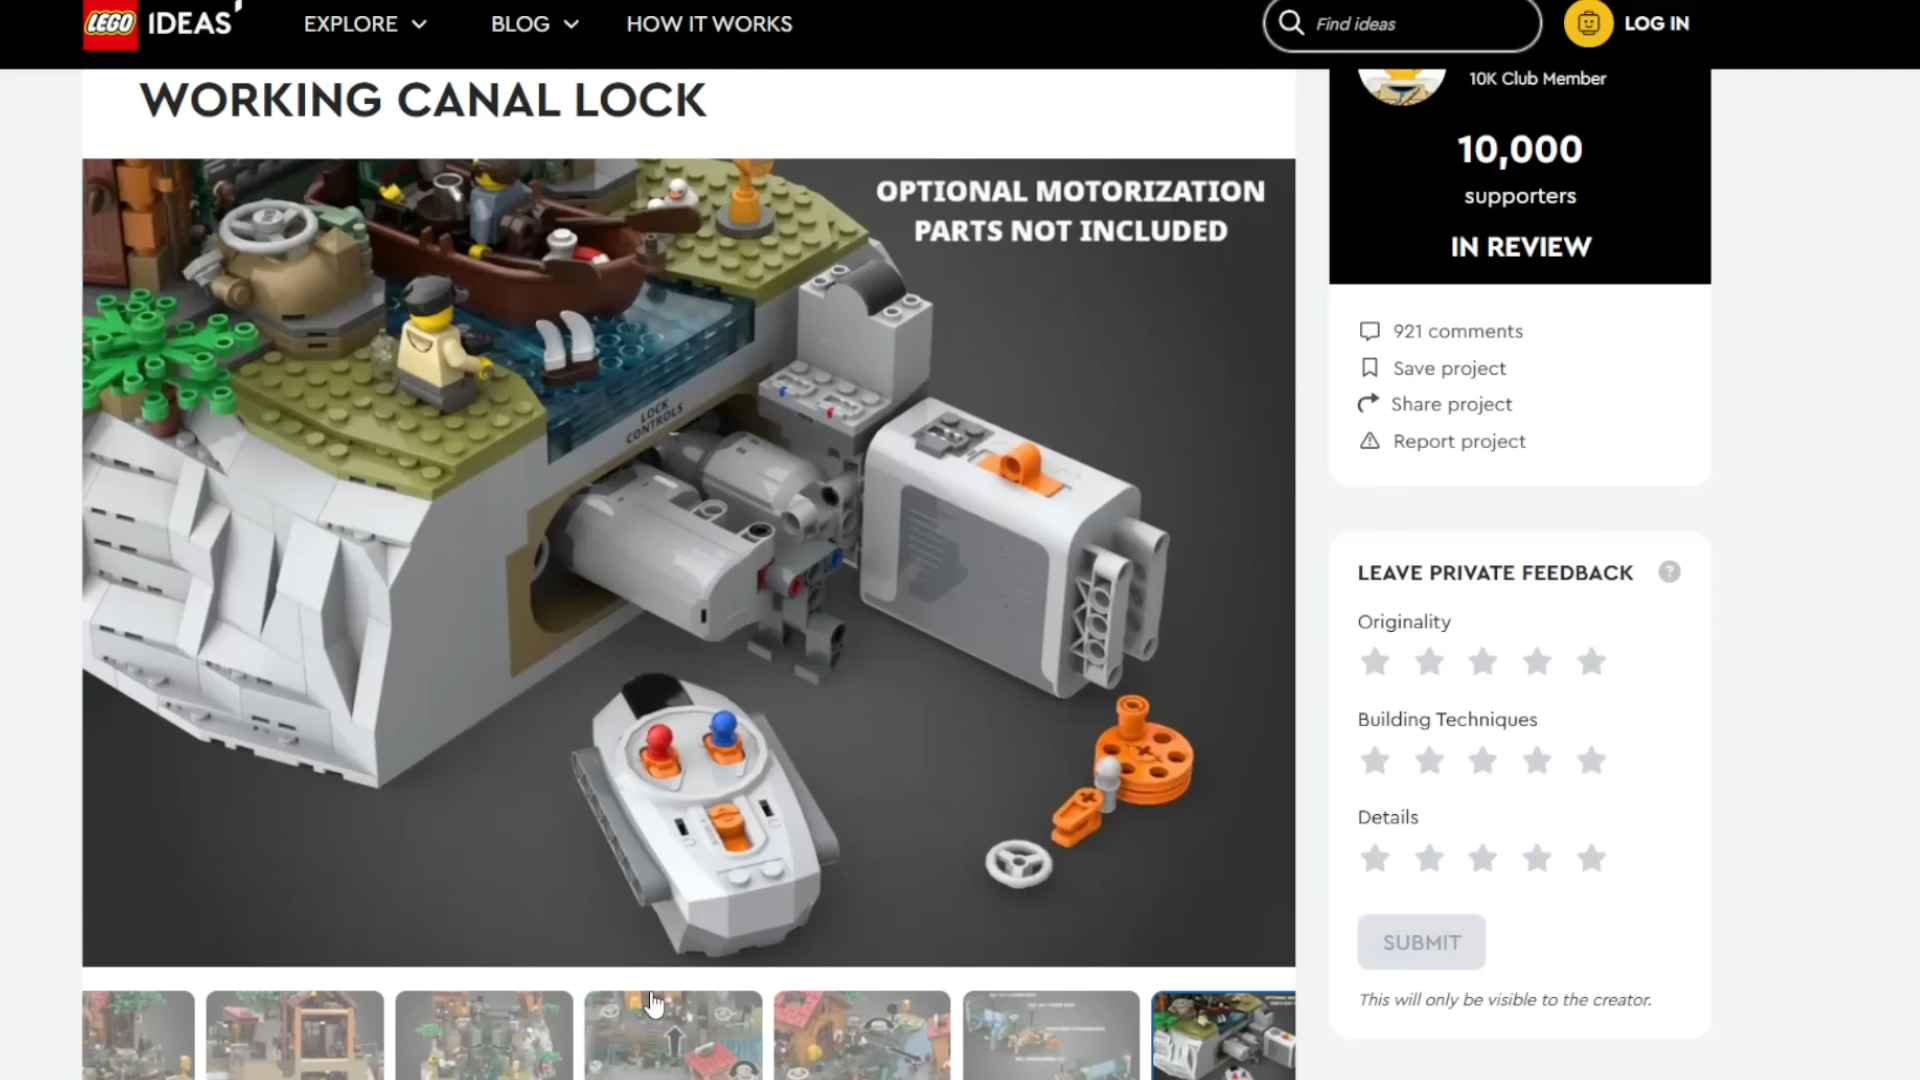 LEGO IDEAS
EXPLORE
BLOG
HOW IT WORKS
Find ideas
LOG IN
WORKING CANAL LOCK
OPTIONAL MOTORIZATION
PARTS NOT INCLUDED
LOCK
CONTROLS
10K Club Member
10,000
supporters
IN REVIEW
921 comments
Save project
Share project
Report project
LEAVE PRIVATE FEEDBACK ?
Originality
Building Techniques
Details
SUBMIT
This will only be visible to the creator.